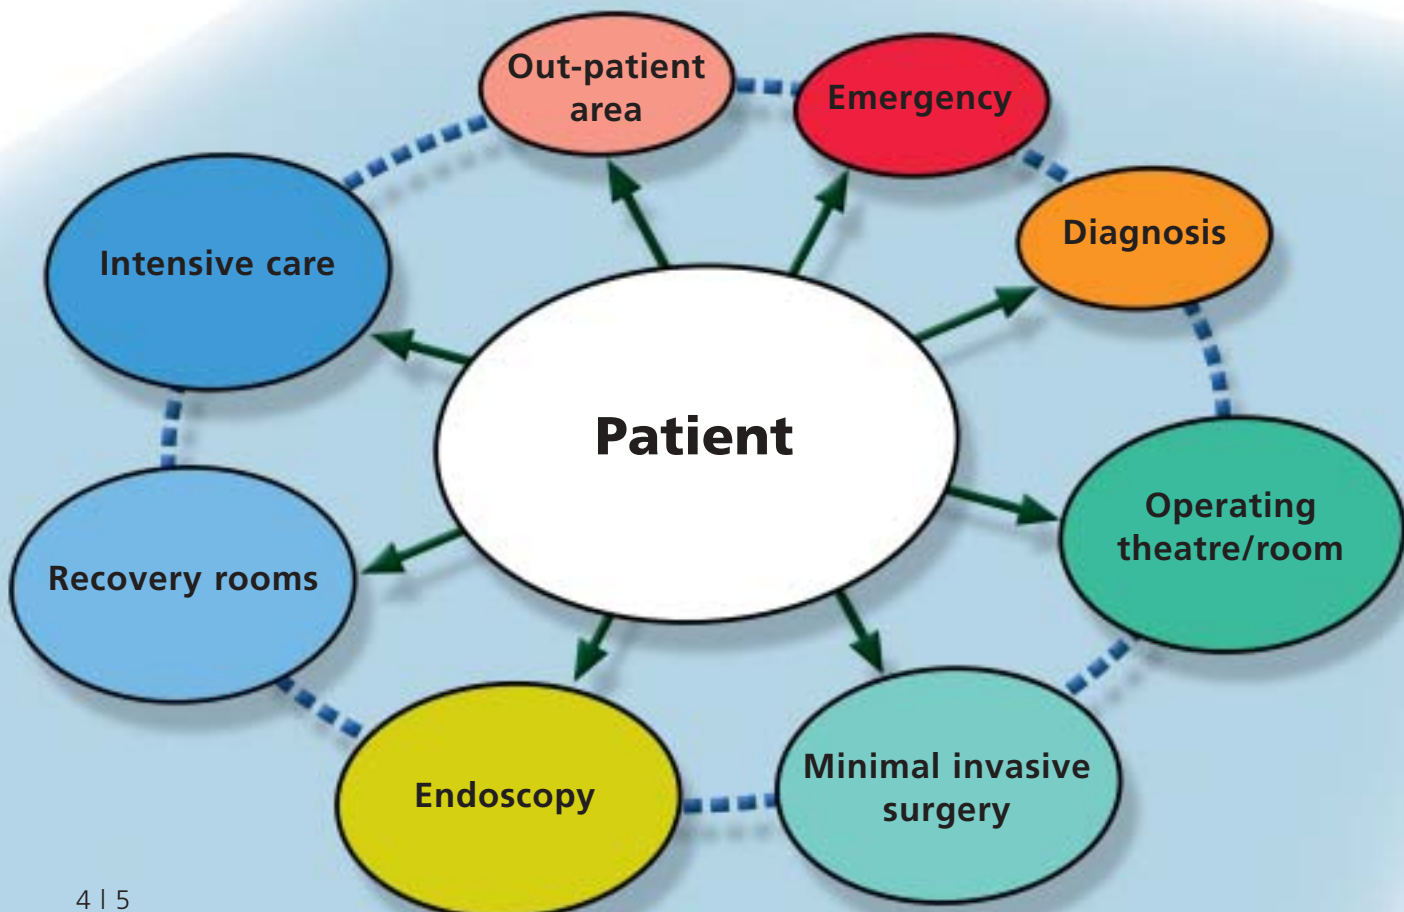 Out-patient
area
Emergency
Diagnosis
Intensive care
Patient
Operating
theatre/room
Recovery rooms
Minimal invasive
surgery
Endoscopy
4 | 5